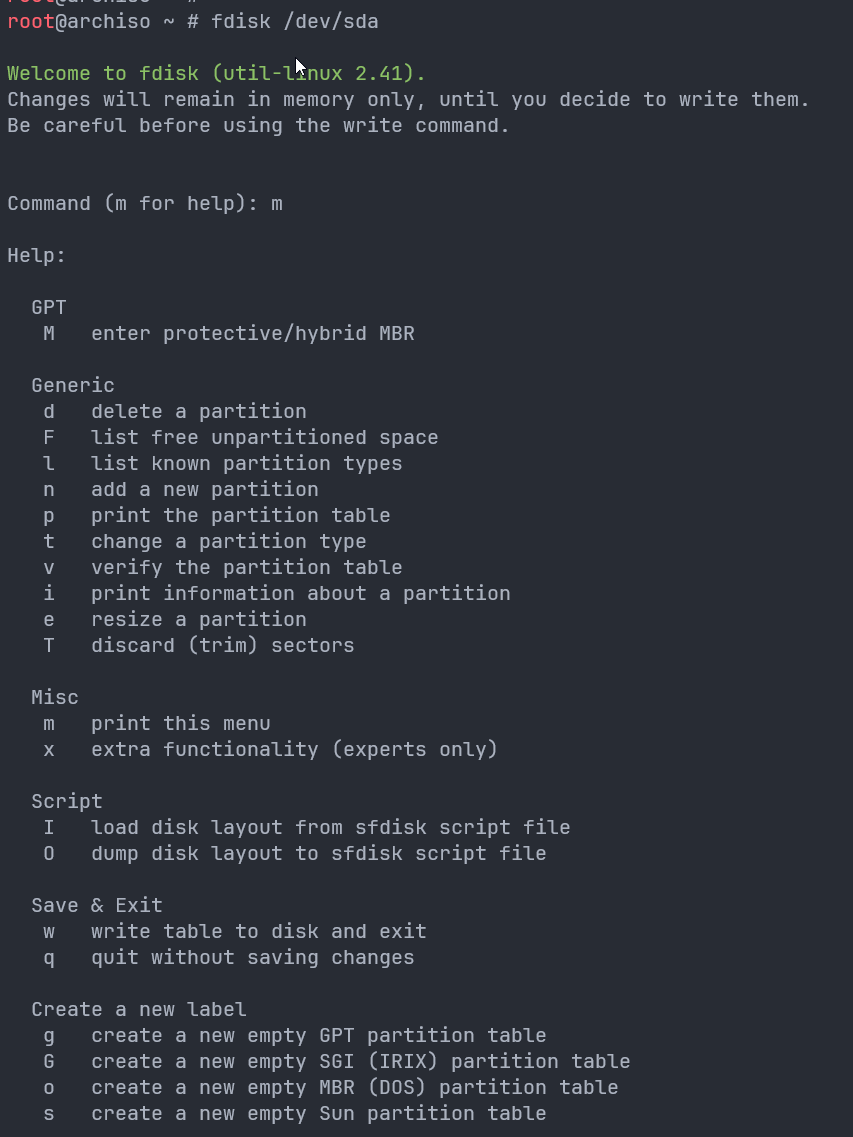 root@archiso ~ #
root@archiso ~ # fdisk /dev/sda
Welcome to fdisk (util-linux 2.41).
Changes will remain in memory only, until you decide to write them.
Be careful before using the write command.
Command (m for help): m
Help:
GPT
M   enter protective/hybrid MBR
Generic
d   delete a partition
F   list free unpartitioned space
l   list known partition types
n   add a new partition
p   print the partition table
t   change a partition type
v   verify the partition table
i   print information about a partition
e   resize a partition
T   discard (trim) sectors
Misc
m   print this menu
x   extra functionality (experts only)
Script
I   load disk layout from sfdisk script file
O   dump disk layout to sfdisk script file
Save & Exit
w   write table to disk and exit
q   quit without saving changes
Create a new label
g   create a new empty GPT partition table
G   create a new empty SGI (IRIX) partition table
o   create a new empty MBR (DOS) partition table
s   create a new empty Sun partition table